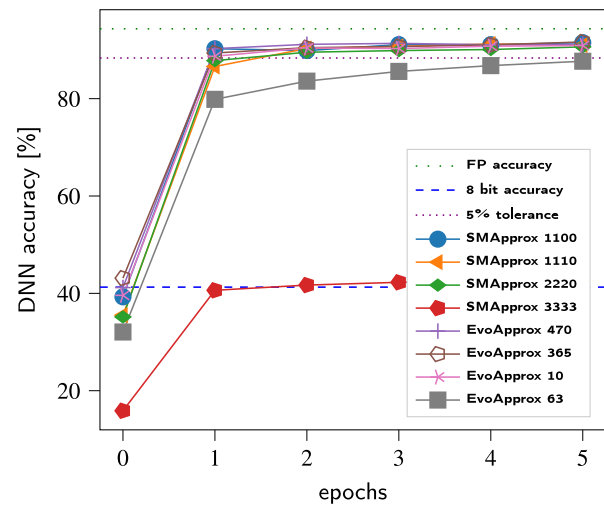 DNN accuracy [%]
80
60
40
20
FP accuracy
8 bit accuracy
5% tolerance
SMApprox 1100
SMApprox 1110
SMApprox 2220
SMApprox 3333
EvoApprox 470
EvoApprox 365
EvoApprox 10
EvoApprox 63
0 1 2 3 4 5
epochs